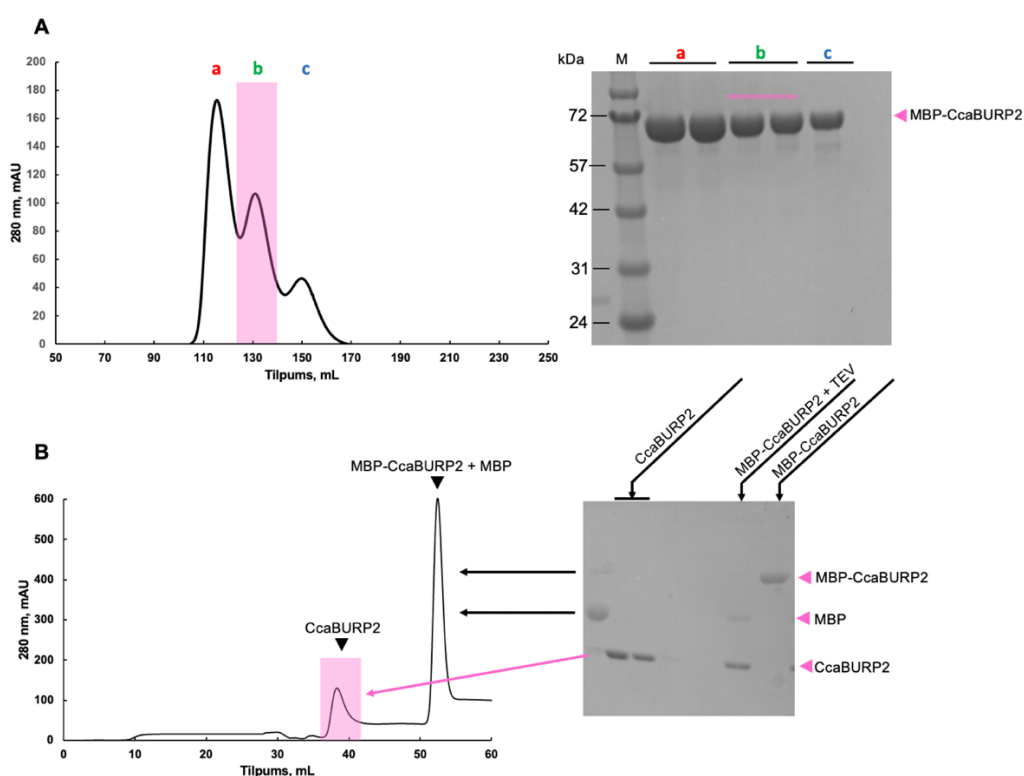 A
a b c
200
180
160
140
120
100
80
60
40
20
0
280 nm, mAU
50 70 90 110 130 150 170 190 210 230 250
Tilpums, mL
kDa M a b c
72
57
42
31
24
MBP-CcaBURP2
B
MBP-CcaBURP2 + MBP
CcaBURP2
600
500
400
300
200
100
0
280 nm, mAU
0 10 20 30 40 50 60
Tilpums, mL
CcaBURP2
MBP-CcaBURP2 + TEV
MBP-CcaBURP2
MBP-CcaBURP2
MBP
CcaBURP2